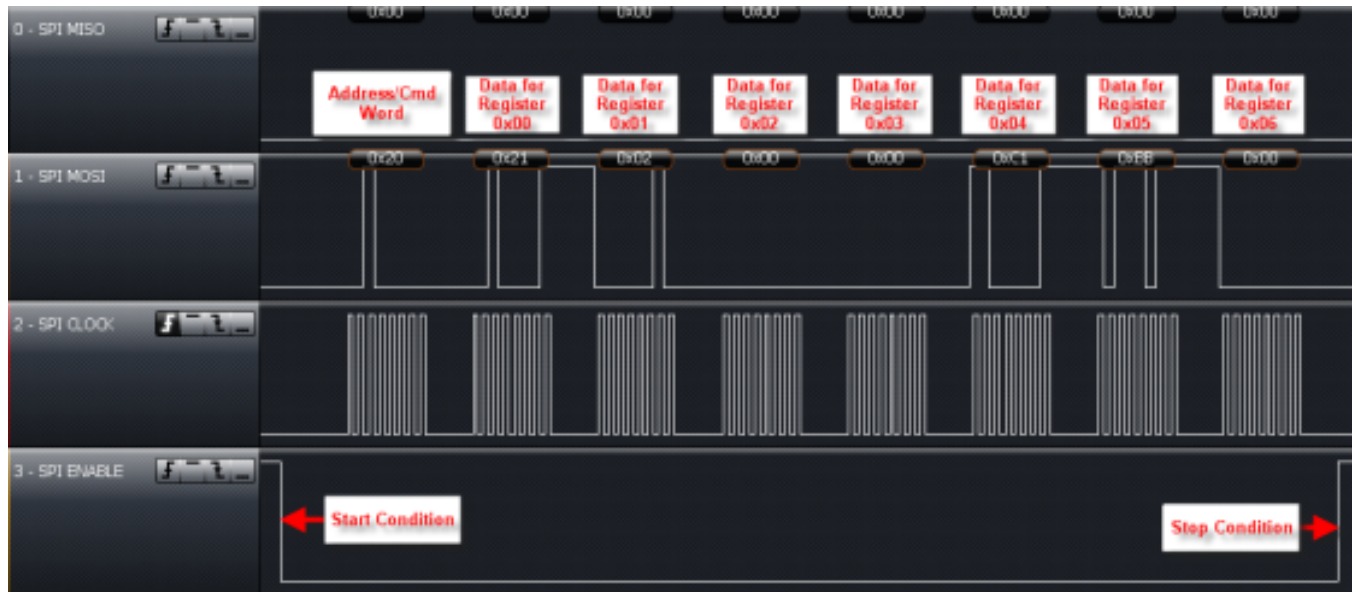 0x00 0x00 0x00 0x00 0x00 0x00 0x00 0x00
0 - SPI MISO
Address/Cmd
Word
Data for
Register
0x00
Data for
Register
0x01
Data for
Register
0x02
Data for
Register
0x03
Data for
Register
0x04
Data for
Register
0x05
Data for
Register
0x06
0x20 0x21 0x02 0x00 0x00 0xC1 0xBB 0x00
1 - SPI MOSI
2 - SPI CLOCK
3 - SPI ENABLE
Start Condition
Stop Condition